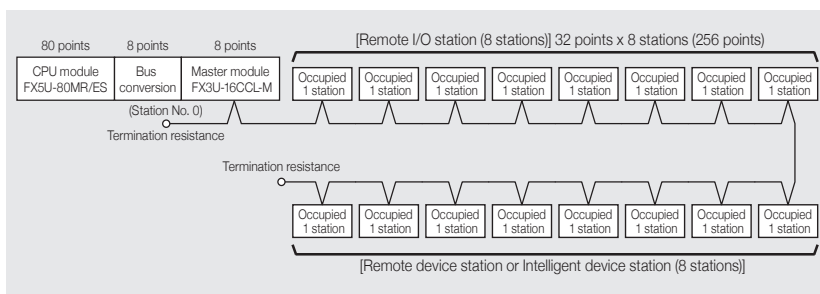 80 points 8 points 8 points
[Remote I/O station (8 stations)] 32 points x 8 stations (256 points)
CPU module
FX5U-80MR/ES
Bus
conversion
Master module
FX3U-16CCL-M
Occupied
1 station
Occupied
1 station
Occupied
1 station
Occupied
1 station
Occupied
1 station
Occupied
1 station
Occupied
1 station
Occupied
1 station
(Station No. 0)
Termination resistance
Termination resistance
Occupied
1 station
Occupied
1 station
Occupied
1 station
Occupied
1 station
Occupied
1 station
Occupied
1 station
Occupied
1 station
Occupied
1 station
[Remote device station or Intelligent device station (8 stations)]